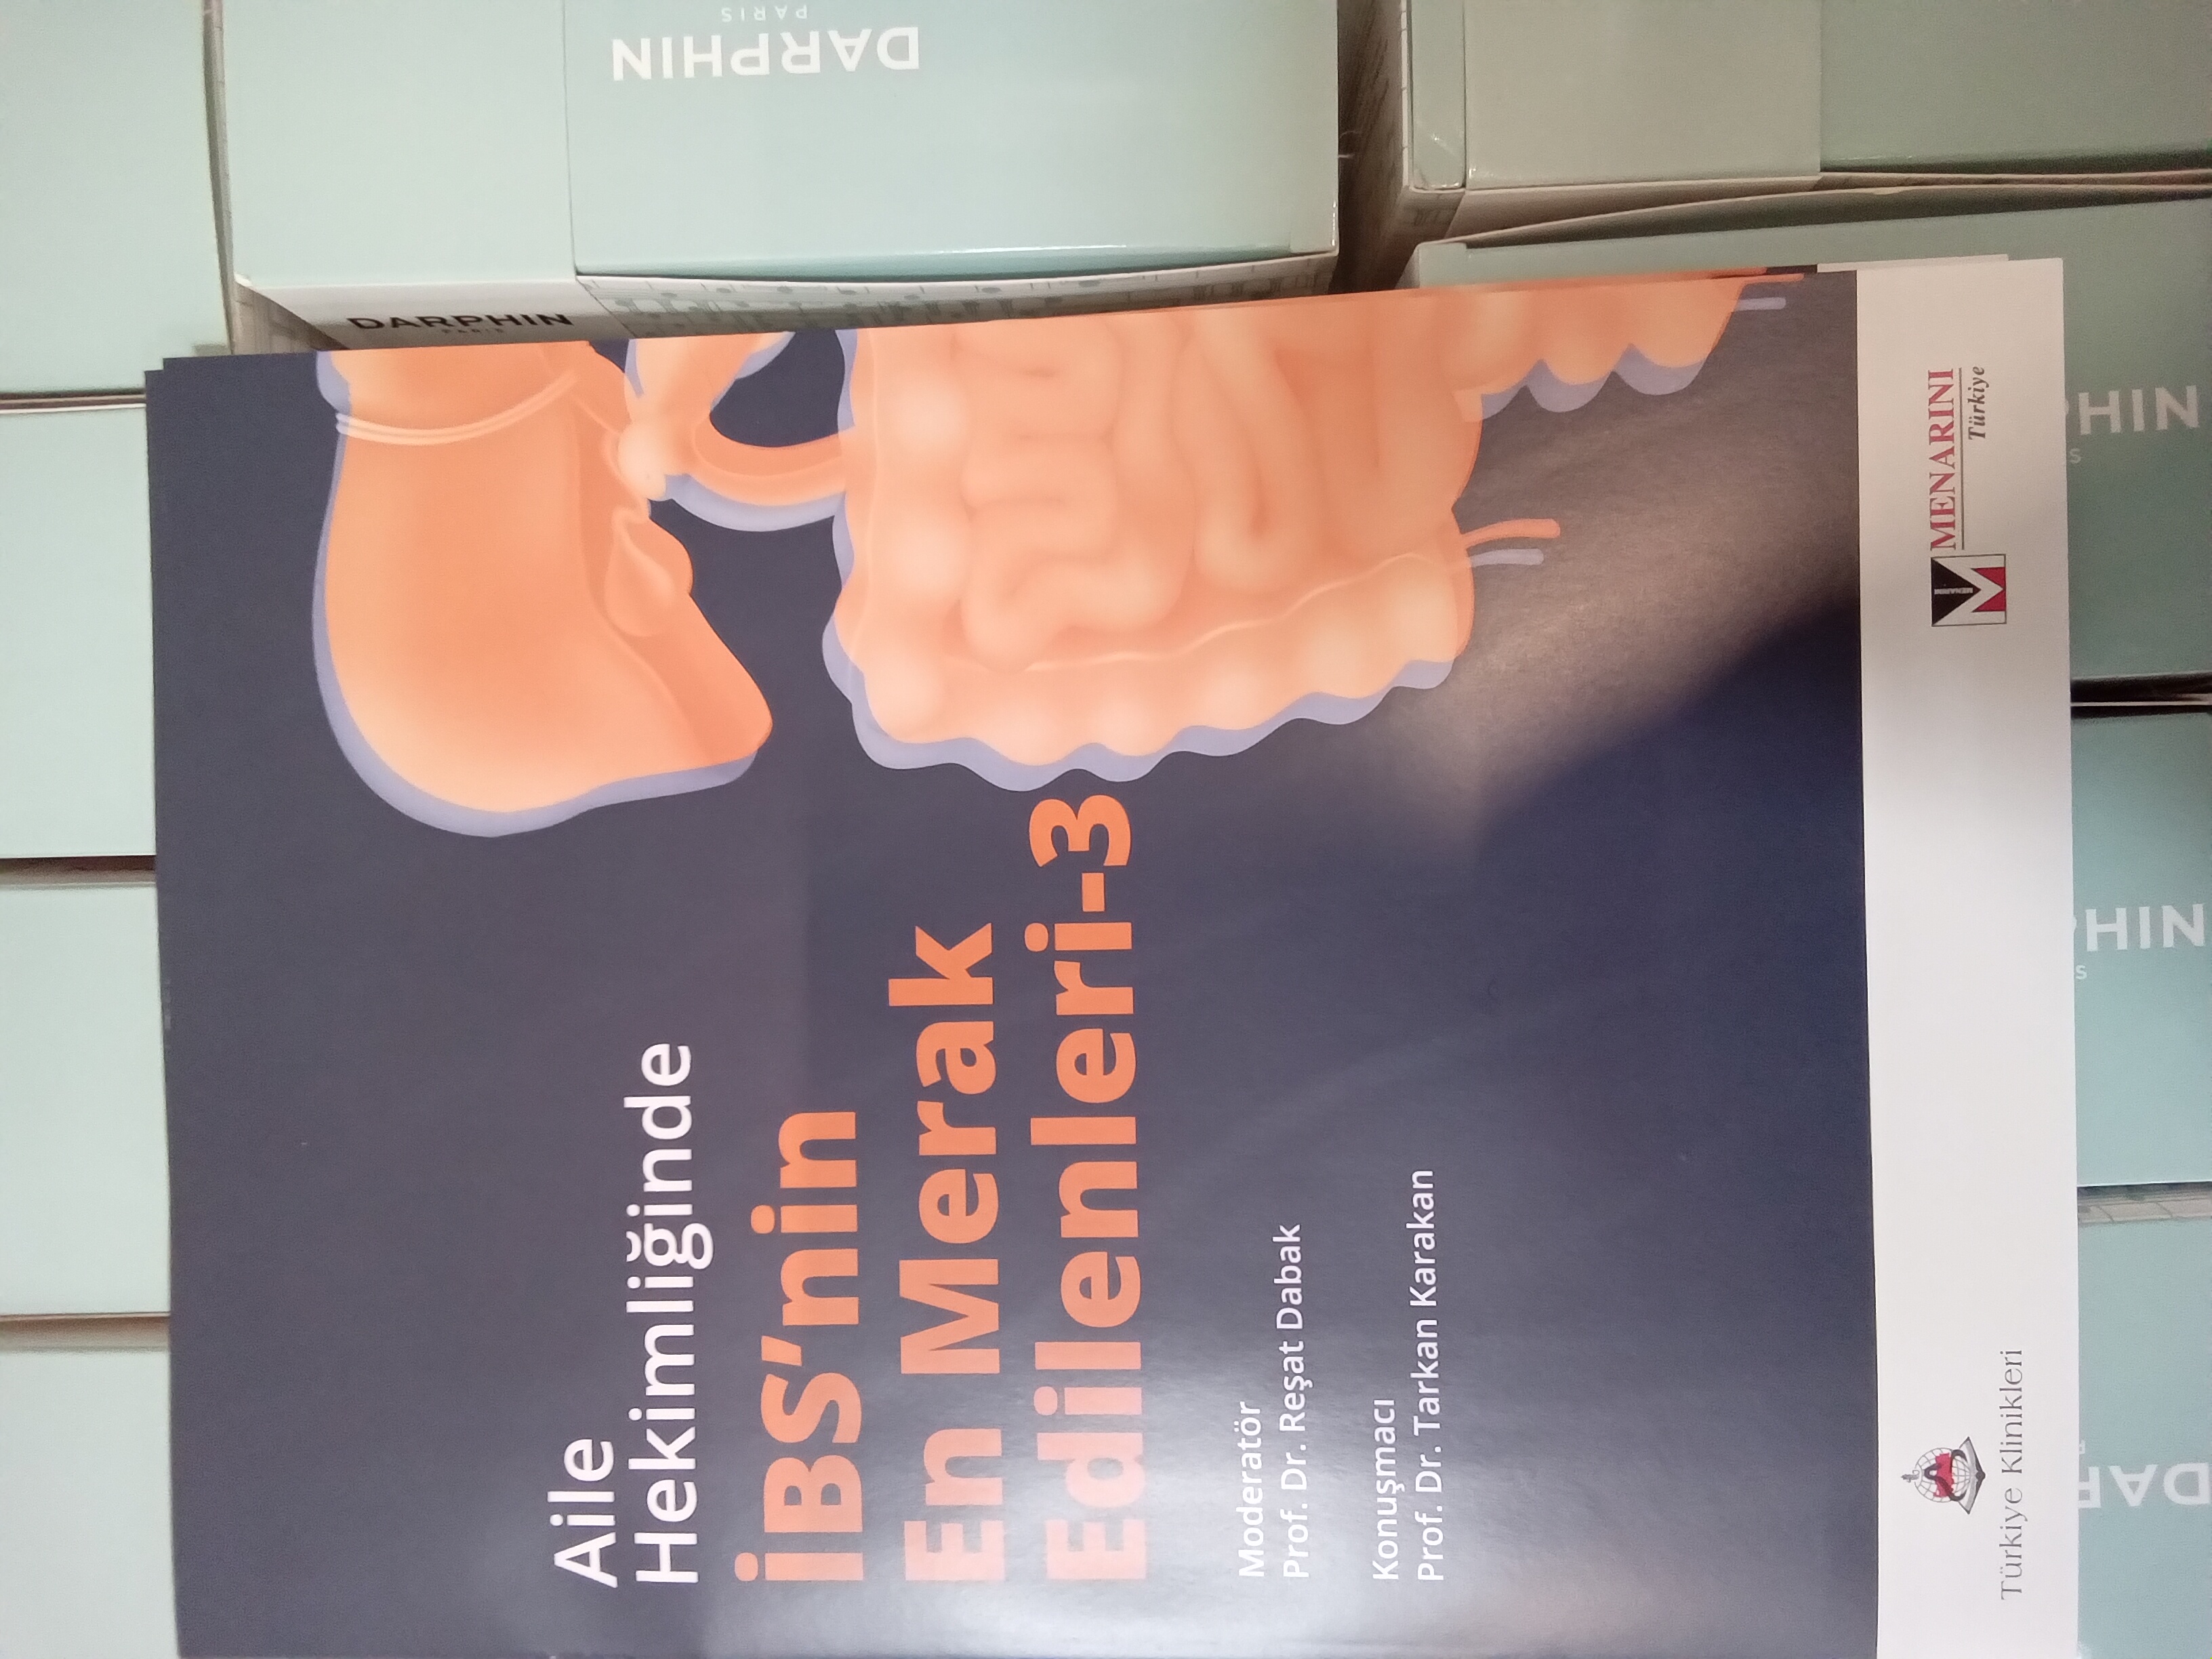 Aile
Hekimliğinde
İBS'nin
En Merak
Edilenleri-3
Moderatör
Prof. Dr. Reşat Dabak
Konuşmacı
Prof. Dr. Tarkan Karakan
Türkiye Klinikleri
MENARINI
Türkiye
DARPHIN
PARIS
DARPHIN
PARIS